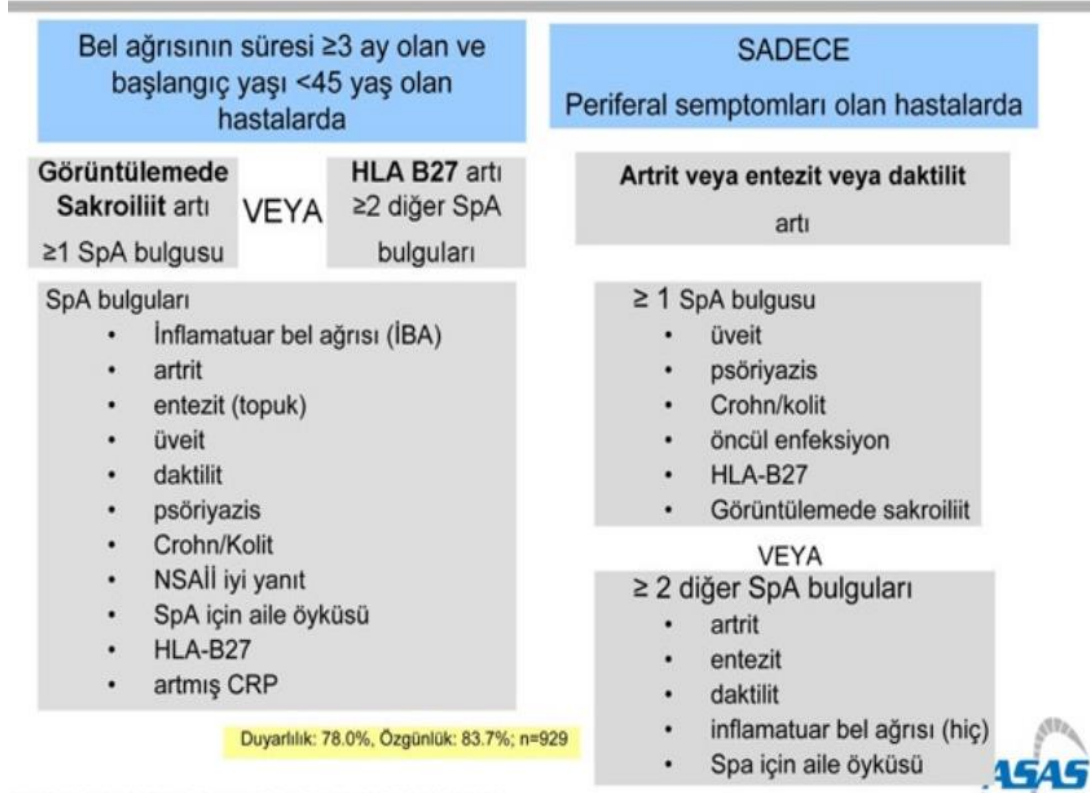 Bel ağrısının süresi ≥3 ay olan ve
başlangıç yaşı <45 yaş olan
hastalarda
Görüntülemede
Sakroiliit artı
≥1 SpA bulgusu
VEYA
HLA B27 artı
≥2 diğer SpA
bulguları
SpA bulguları
• İnflamatuar bel ağrısı (İBA)
• artrit
• entezit (topuk)
• üveit
• daktilit
• psöriyazis
• Crohn/Kolit
• NSAİİ iyi yanıt
• SpA için aile öyküsü
• HLA-B27
• artmış CRP
Duyarlılık: 78.0%, Özgünlük: 83.7%; n=929
SADECE
Periferal semptomları olan hastalarda
Artrit veya entezit veya daktilit
artı
≥ 1 SpA bulgusu
• üveit
• psöriyazis
• Crohn/kolit
• öncül enfeksiyon
• HLA-B27
• Görüntülemede sakroiliit
VEYA
≥ 2 diğer SpA bulguları
• artrit
• entezit
• daktilit
• inflamatuar bel ağrısı (hiç)
• Spa için aile öyküsü
ASAS